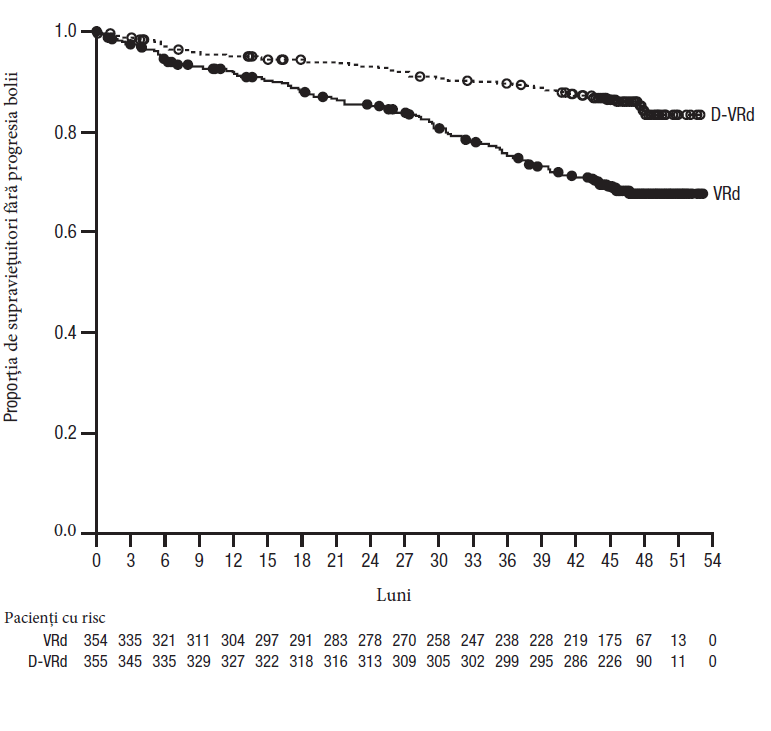 Proporția de supraviețuitori fără progresia bolii
1.0
0.8
0.6
0.4
0.2
0.0
D-VRd
VRd
0 3 6 9 12 15 18 21 24 27 30 33 36 39 42 45 48 51 54
Luni
Pacienți cu risc
VRd 354 335 321 311 304 297 291 283 278 270 258 247 238 228 219 175 67 13 0
D-VRd 355 345 335 329 327 322 318 316 313 309 305 302 299 295 286 226 90 11 0